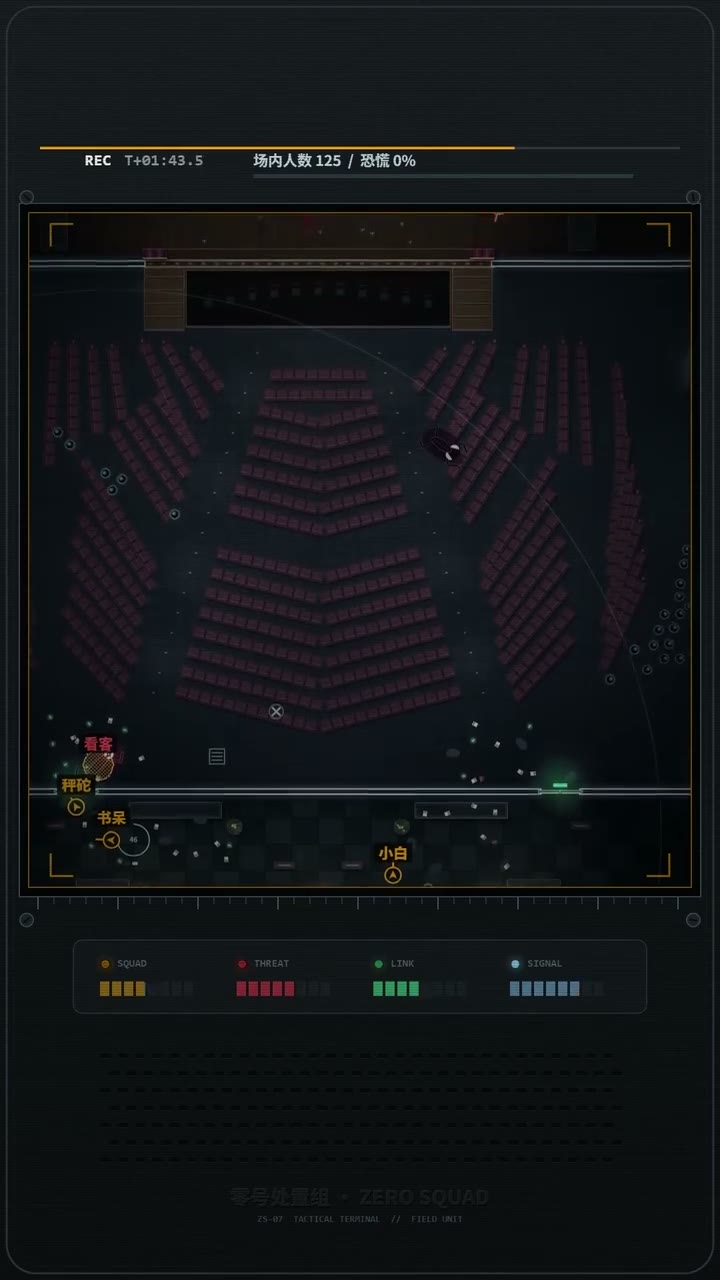 REC T+01:43.5 场内人数 125 / 恐慌 0%
看客
秤砣
书呆
46
小白
SQUAD THREAT LINK SIGNAL
零号处置组 · ZERO SQUAD
ZS-07 TACTICAL TERMINAL // FIELD UNIT